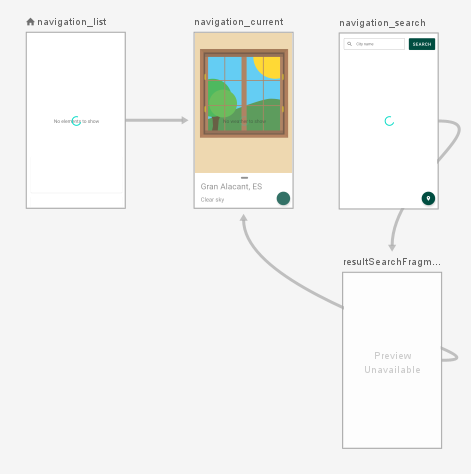 navigation_list
No elements to show
navigation_current
No element to show
Gran Alacant, ES
Clear sky
navigation_search
City name
SEARCH
resultSearchFragm...
Preview
Unavailable